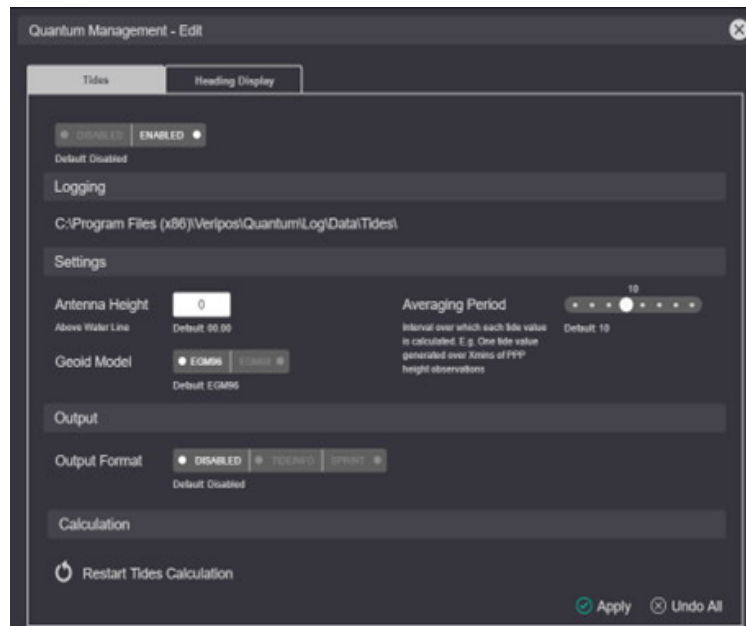 Quantum Management - Edit
Tides
Heading Display
DISABLED ENABLED
Default Disabled
Logging
C:\Program Files (x86)\Veripos\Quantum\Log\Data\Tides\
Settings
Antenna Height 0
Above Water Line Default: 00.00
Geoid Model EGM96
Default: EGM96
Averaging Period 10
Interval over which each tide value
is calculated. E.g. One tide value
generated over Xmins of PPP
height observations
Default: 10
Output
Output Format DISABLED TIDEINFO SPRINT
Default: Disabled
Calculation
Restart Tides Calculation
Apply Undo All